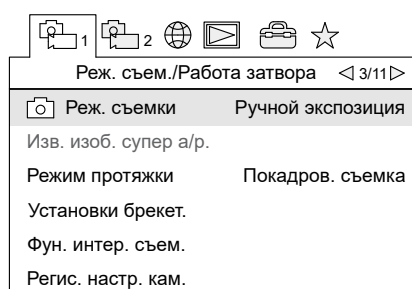 1 2
Реж. съем./Работа затвора 3/11
Реж. съемки Ручной экспозиция
Изв. изоб. супер а/р.
Режим протяжки Покадров. съемка
Установки брекет.
Фун. интер. съем.
Регис. настр. кам.